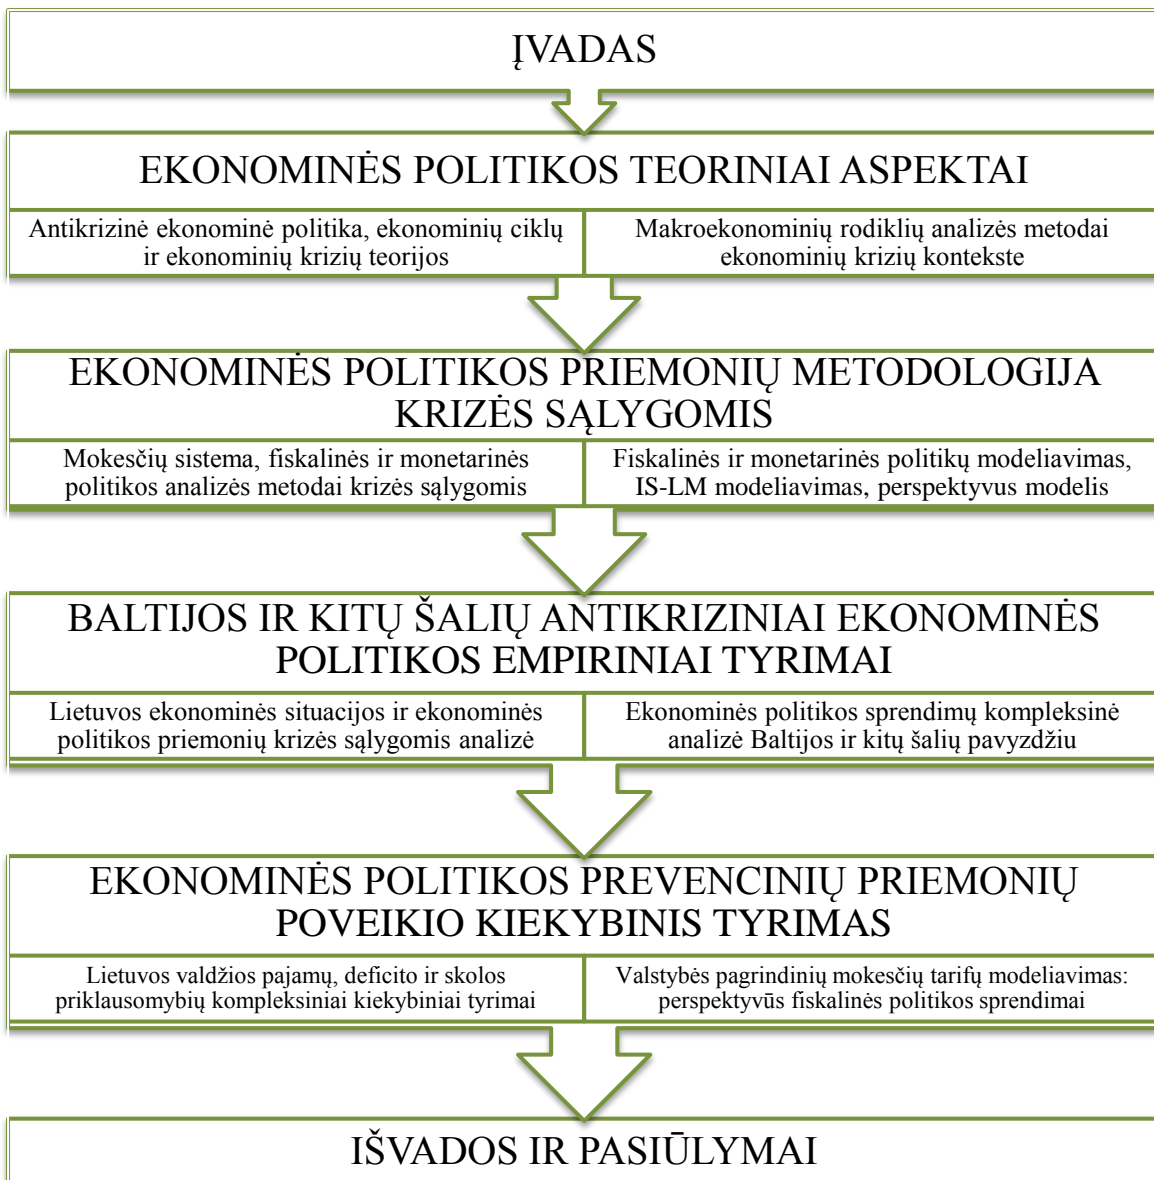 ĮVADAS
EKONOMINĖS POLITIKOS TEORINIAI ASPEKTAI
Antikrizinė ekonominė politika, ekonominių ciklų
ir ekonominių krizių teorijos
Makroekonominių rodiklių analizės metodai
ekonominių krizių kontekste
EKONOMINĖS POLITIKOS PRIEMONIŲ METODOLOGIJA
KRIZĖS SĄLYGOMIS
Mokesčių sistema, fiskalinės ir monetarinės
politikos analizės metodai krizės sąlygomis
Fiskalinės ir monetarinės politikų modeliavimas,
IS-LM modeliavimas, perspektyvus modelis
BALTIJOS IR KITŲ ŠALIŲ ANTIKRIZINIAI EKONOMINĖS
POLITIKOS EMPIRINIAI TYRIMAI
Lietuvos ekonominės situacijos ir ekonominės
politikos priemonių krizės sąlygomis analizė
Ekonominės politikos sprendimų kompleksinė
analizė Baltijos ir kitų šalių pavyzdžiu
EKONOMINĖS POLITIKOS PREVENCINIŲ PRIEMONIŲ
POVEIKIO KIEKYBINIS TYRIMAS
Lietuvos valdžios pajamų, deficito ir skolos
priklausomybių kompleksiniai kiekybiniai tyrimai
Valstybės pagrindinių mokesčių tarifų modeliavimas:
perspektyvūs fiskalinės politikos sprendimai
IŠVADOS IR PASIŪLYMAI